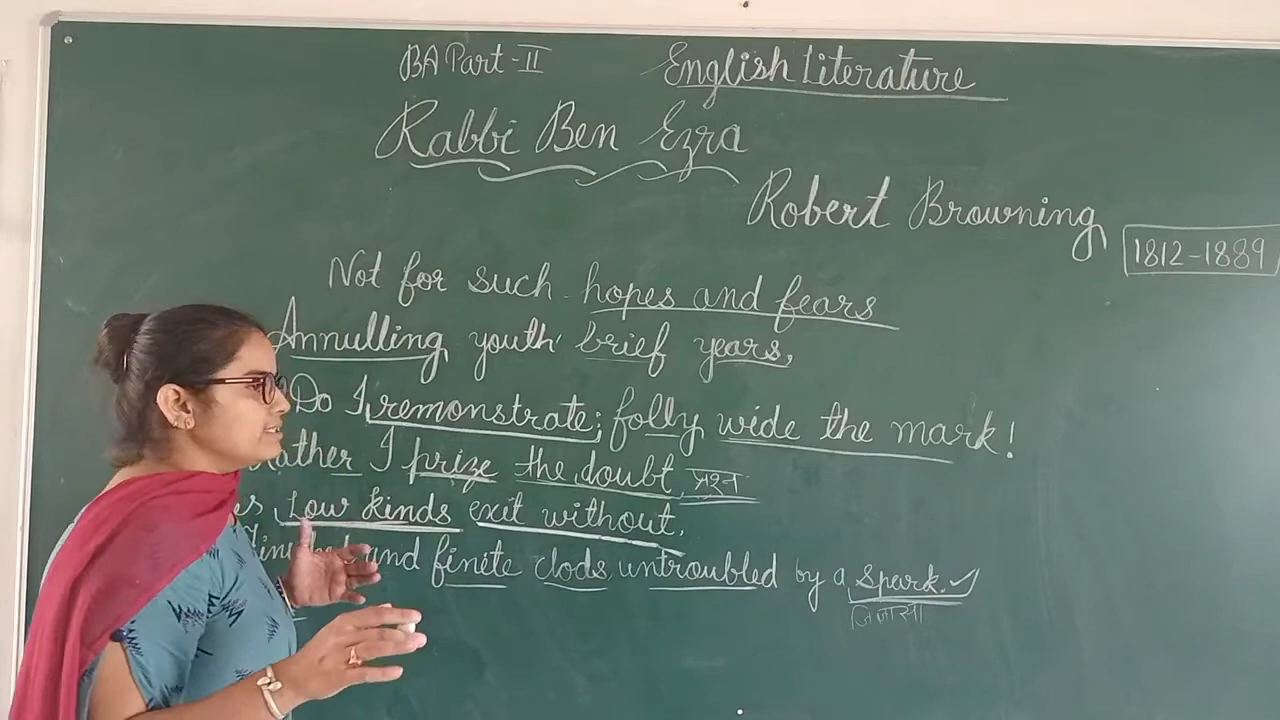 BA Part-II
English Literature
Rabbi Ben Ezra
Robert Browning
1812-1889
Not for such hopes and fears
Annulling youth' brief years,
Do I remonstrate; folly wide the mark!
Rather I prize the doubt प्रश्न
Low kinds exit without,
and finite clods untroubled by a spark.
जिज्ञासा